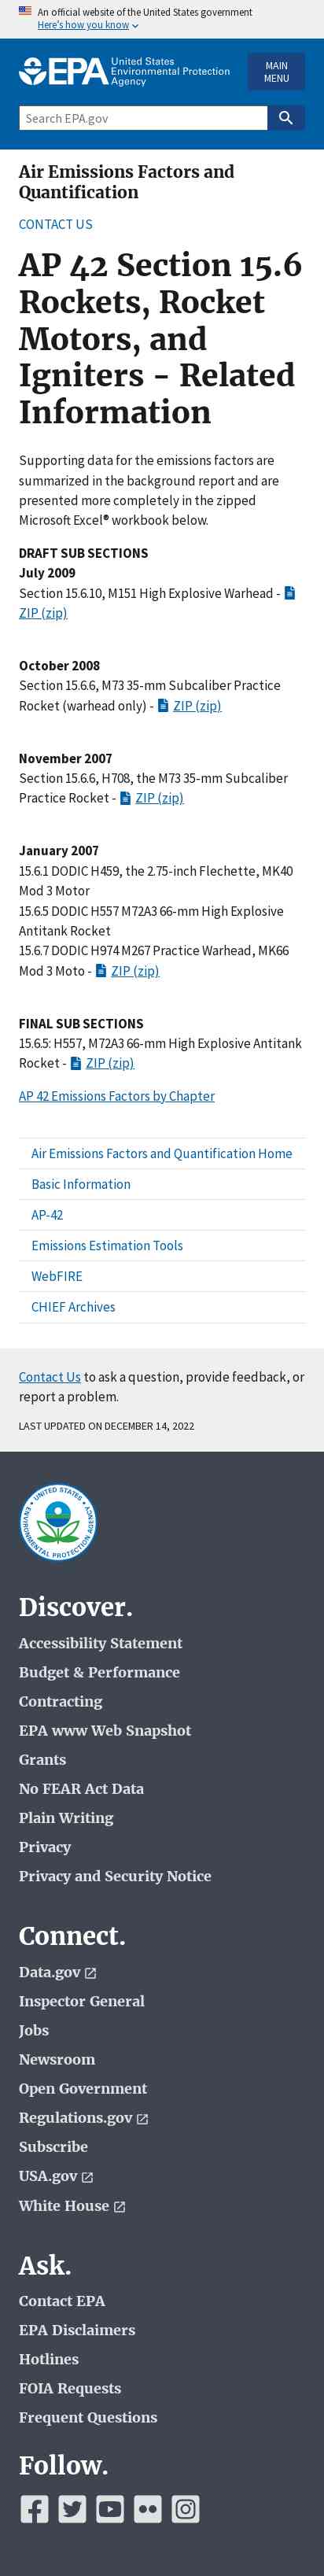 An official website of the United States government
Here's how you know
EPA United States
Environmental Protection
Agency
MAIN
MENU
Search EPA.gov
Air Emissions Factors and
Quantification
CONTACT US
AP 42 Section 15.6
Rockets, Rocket
Motors, and
Igniters - Related
Information
Supporting data for the emissions factors are
summarized in the background report and are
presented more completely in the zipped
Microsoft Excel® workbook below.
DRAFT SUB SECTIONS
July 2009
Section 15.6.10, M151 High Explosive Warhead -
ZIP (zip)
October 2008
Section 15.6.6, M73 35-mm Subcaliber Practice
Rocket (warhead only) - ZIP (zip)
November 2007
Section 15.6.6, H708, the M73 35-mm Subcaliber
Practice Rocket - ZIP (zip)
January 2007
15.6.1 DODIC H459, the 2.75-inch Flechette, MK40
Mod 3 Motor
15.6.5 DODIC H557 M72A3 66-mm High Explosive
Antitank Rocket
15.6.7 DODIC H974 M267 Practice Warhead, MK66
Mod 3 Moto - ZIP (zip)
FINAL SUB SECTIONS
15.6.5: H557, M72A3 66-mm High Explosive Antitank
Rocket - ZIP (zip)
AP 42 Emissions Factors by Chapter
Air Emissions Factors and Quantification Home
Basic Information
AP-42
Emissions Estimation Tools
WebFIRE
CHIEF Archives
Contact Us to ask a question, provide feedback, or
report a problem.
LAST UPDATED ON DECEMBER 14, 2022
UNITED STATES
ENVIRONMENTAL PROTECTION AGENCY
Discover.
Accessibility Statement
Budget & Performance
Contracting
EPA www Web Snapshot
Grants
No FEAR Act Data
Plain Writing
Privacy
Privacy and Security Notice
Connect.
Data.gov
Inspector General
Jobs
Newsroom
Open Government
Regulations.gov
Subscribe
USA.gov
White House
Ask.
Contact EPA
EPA Disclaimers
Hotlines
FOIA Requests
Frequent Questions
Follow.